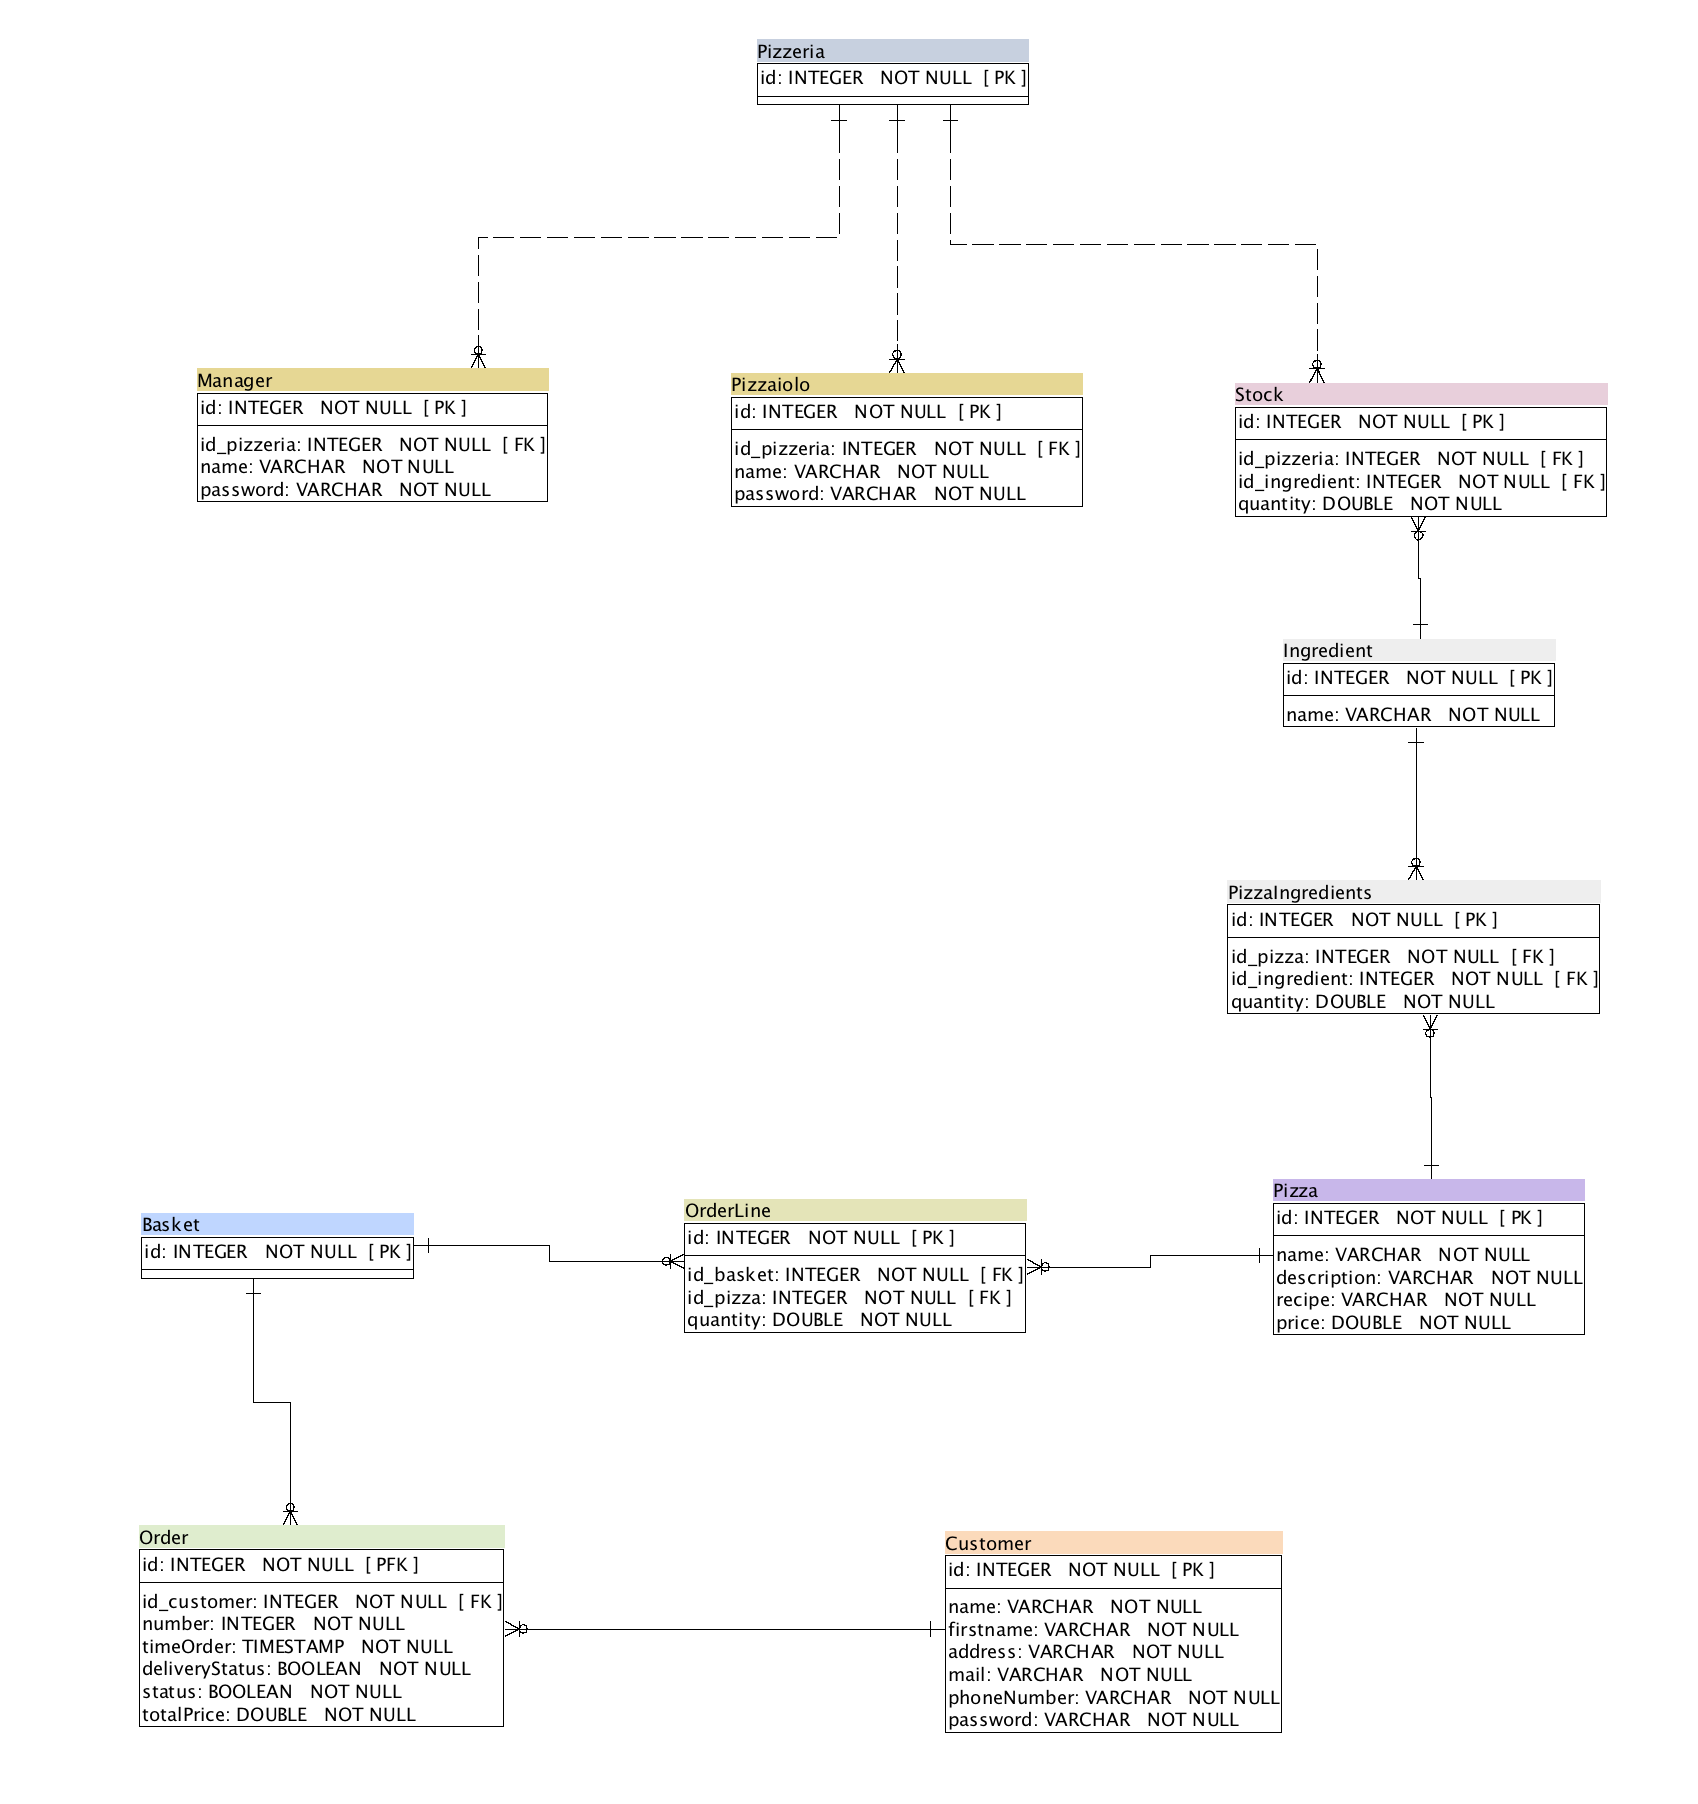 Pizzeria
id: INTEGER NOT NULL [ PK ]
Manager
id: INTEGER NOT NULL [ PK ]
id_pizzeria: INTEGER NOT NULL [ FK ]
name: VARCHAR NOT NULL
password: VARCHAR NOT NULL
Pizzaiolo
id: INTEGER NOT NULL [ PK ]
id_pizzeria: INTEGER NOT NULL [ FK ]
name: VARCHAR NOT NULL
password: VARCHAR NOT NULL
Stock
id: INTEGER NOT NULL [ PK ]
id_pizzeria: INTEGER NOT NULL [ FK ]
id_ingredient: INTEGER NOT NULL [ FK ]
quantity: DOUBLE NOT NULL
Ingredient
id: INTEGER NOT NULL [ PK ]
name: VARCHAR NOT NULL
PizzaIngredients
id: INTEGER NOT NULL [ PK ]
id_pizza: INTEGER NOT NULL [ FK ]
id_ingredient: INTEGER NOT NULL [ FK ]
quantity: DOUBLE NOT NULL
Basket
id: INTEGER NOT NULL [ PK ]
OrderLine
id: INTEGER NOT NULL [ PK ]
id_basket: INTEGER NOT NULL [ FK ]
id_pizza: INTEGER NOT NULL [ FK ]
quantity: DOUBLE NOT NULL
Pizza
id: INTEGER NOT NULL [ PK ]
name: VARCHAR NOT NULL
description: VARCHAR NOT NULL
recipe: VARCHAR NOT NULL
price: DOUBLE NOT NULL
Order
id: INTEGER NOT NULL [ PFK ]
id_customer: INTEGER NOT NULL [ FK ]
number: INTEGER NOT NULL
timeOrder: TIMESTAMP NOT NULL
deliveryStatus: BOOLEAN NOT NULL
status: BOOLEAN NOT NULL
totalPrice: DOUBLE NOT NULL
Customer
id: INTEGER NOT NULL [ PK ]
name: VARCHAR NOT NULL
firstname: VARCHAR NOT NULL
address: VARCHAR NOT NULL
mail: VARCHAR NOT NULL
phoneNumber: VARCHAR NOT NULL
password: VARCHAR NOT NULL